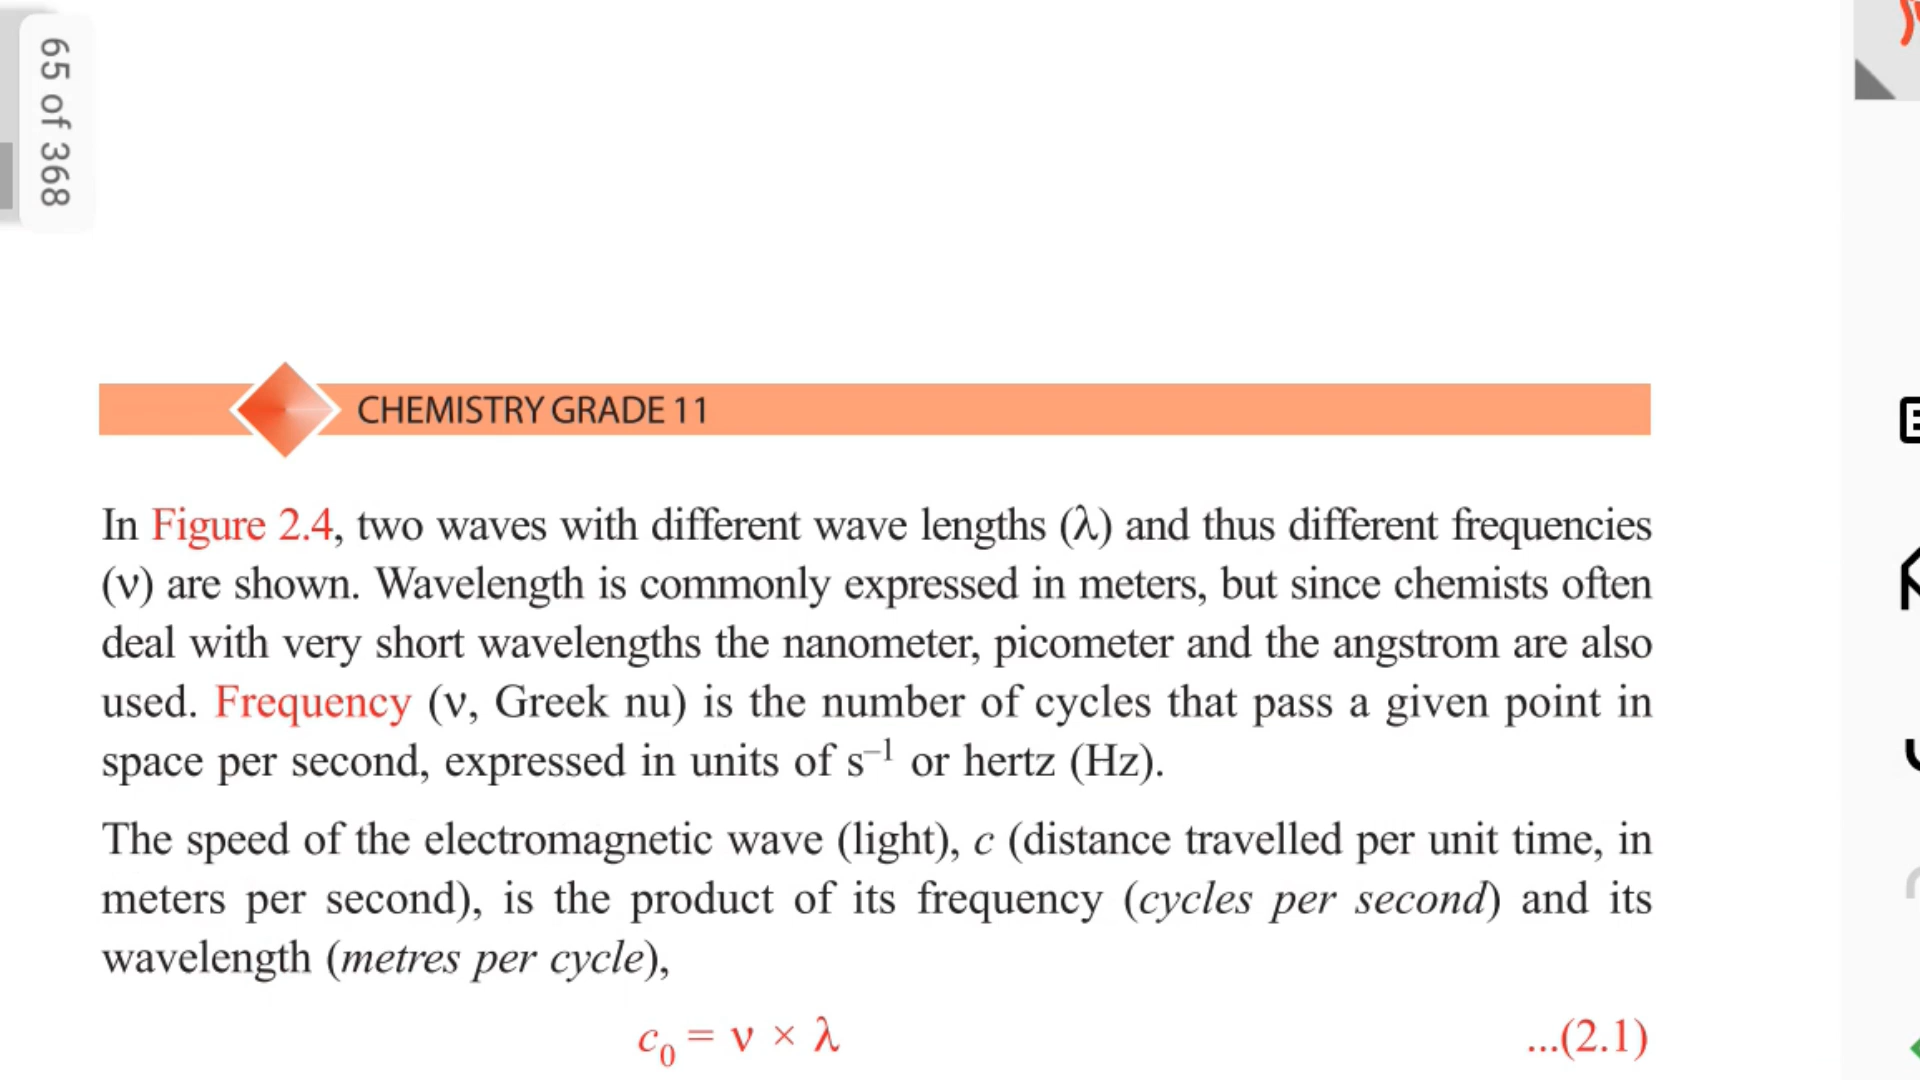 65 of 368
CHEMISTRY GRADE 11
In Figure 2.4, two waves with different wave lengths (λ) and thus different frequencies
(ν) are shown. Wavelength is commonly expressed in meters, but since chemists often
deal with very short wavelengths the nanometer, picometer and the angstrom are also
used. Frequency (ν, Greek nu) is the number of cycles that pass a given point in
space per second, expressed in units of s⁻¹ or hertz (Hz).
The speed of the electromagnetic wave (light), c (distance travelled per unit time, in
meters per second), is the product of its frequency (cycles per second) and its
wavelength (metres per cycle),
c₀ = ν × λ ...(2.1)